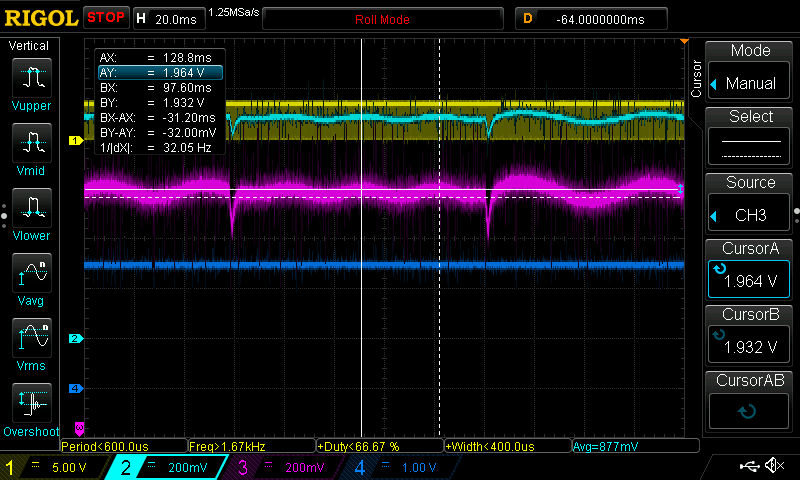 RIGOL STOP H 20.0ms 1.25MSa/s Roll Mode D -64.0000000ms
Vertical
Vupper
Vmid
Vlower
Vavg
n
Vrms
n
Overshoot
AX: = 128.8ms
AY: = 1.964 V
BX: = 97.60ms
BY: = 1.932 V
BX-AX: = -31.20ms
BY-AY: = -32.00mV
1/|dX|: = 32.05 Hz
1
2
4
3
Cursor
Mode
Manual
Select
Source
CH3
CursorA
1.964 V
CursorB
1.932 V
CursorAB
Period<600.0us Freq>1.67kHz +Duty<66.67 % +Width<400.0us Avg=877mV
1 5.00 V 2 200mV 3 200mV 4 1.00 V